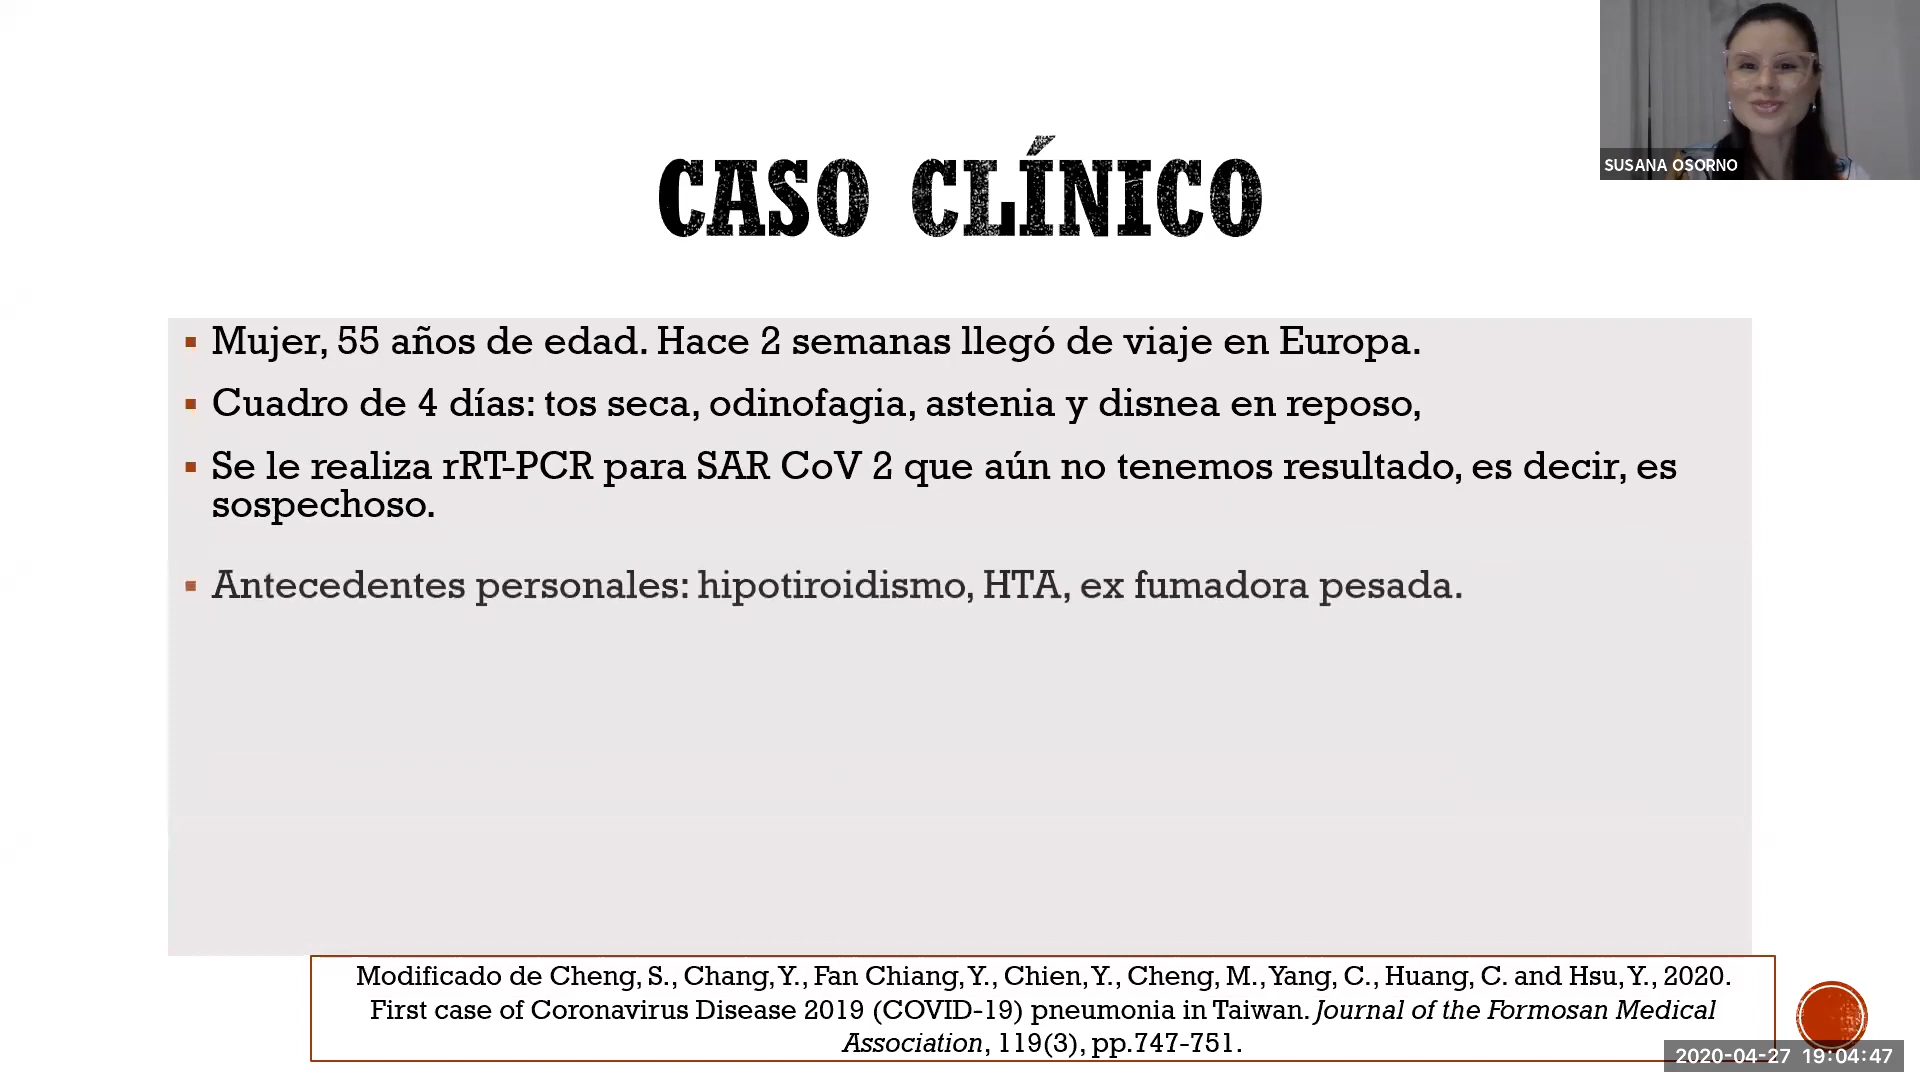 SUSANA OSORNO
CASO CLÍNICO
▪ Mujer, 55 años de edad. Hace 2 semanas llegó de viaje en Europa.
▪ Cuadro de 4 días: tos seca, odinofagia, astenia y disnea en reposo,
▪ Se le realiza rRT-PCR para SAR CoV 2 que aún no tenemos resultado, es decir, es
sospechoso.
▪ Antecedentes personales: hipotiroidismo, HTA, ex fumadora pesada.
Modificado de Cheng, S., Chang, Y., Fan Chiang, Y., Chien, Y., Cheng, M., Yang, C., Huang, C. and Hsu, Y., 2020.
First case of Coronavirus Disease 2019 (COVID-19) pneumonia in Taiwan. Journal of the Formosan Medical
Association, 119(3), pp.747-751.
2020-04-27 19:04:47